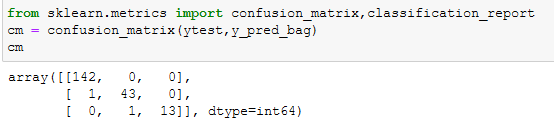 from sklearn.metrics import confusion_matrix,classification_report
cm = confusion_matrix(ytest,y_pred_bag)
cm
array([[142,   0,   0],
       [  1,  43,   0],
       [  0,   1,  13]], dtype=int64)